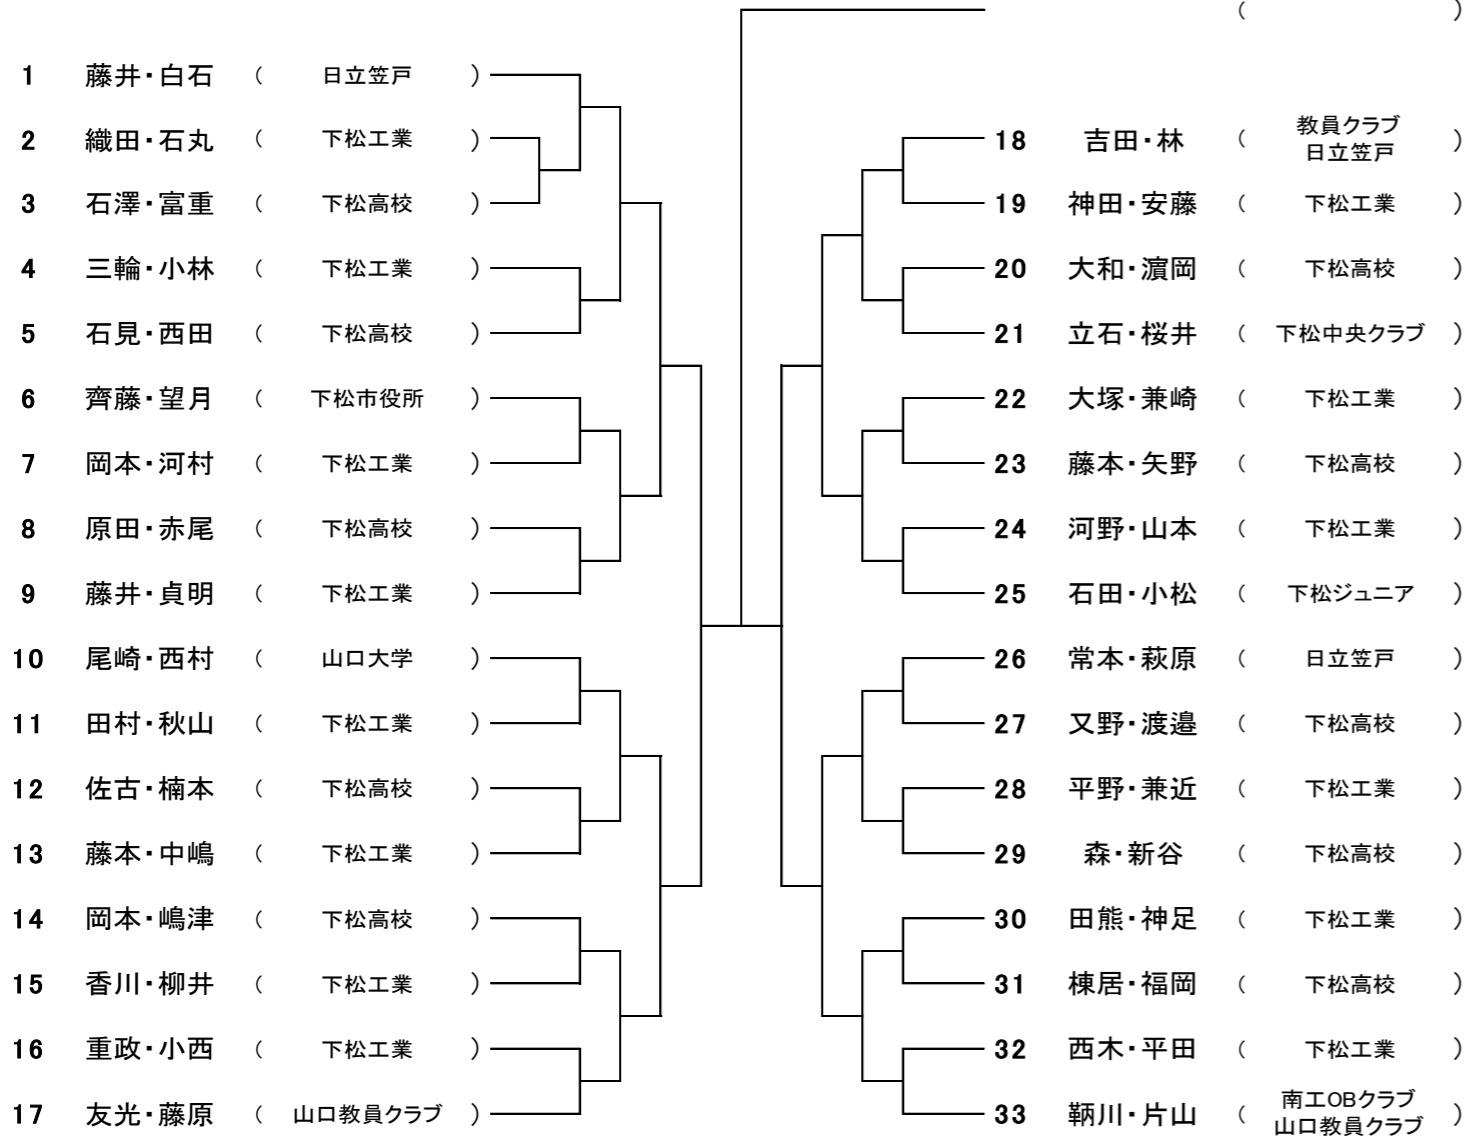 ( )
1 藤井・白石 ( 日立笠戸 )
2 織田・石丸 ( 下松工業 )
3 石澤・富重 ( 下松高校 )
4 三輪・小林 ( 下松工業 )
5 石見・西田 ( 下松高校 )
6 齊藤・望月 ( 下松市役所 )
7 岡本・河村 ( 下松工業 )
8 原田・赤尾 ( 下松高校 )
9 藤井・貞明 ( 下松工業 )
10 尾崎・西村 ( 山口大学 )
11 田村・秋山 ( 下松工業 )
12 佐古・楠本 ( 下松高校 )
13 藤本・中嶋 ( 下松工業 )
14 岡本・嶋津 ( 下松高校 )
15 香川・柳井 ( 下松工業 )
16 重政・小西 ( 下松工業 )
17 友光・藤原 ( 山口教員クラブ )
18 吉田・林 ( 教員クラブ
日立笠戸 )
19 神田・安藤 ( 下松工業 )
20 大和・濵岡 ( 下松高校 )
21 立石・桜井 ( 下松中央クラブ )
22 大塚・兼崎 ( 下松工業 )
23 藤本・矢野 ( 下松高校 )
24 河野・山本 ( 下松工業 )
25 石田・小松 ( 下松ジュニア )
26 常本・萩原 ( 日立笠戸 )
27 又野・渡邉 ( 下松高校 )
28 平野・兼近 ( 下松工業 )
29 森・新谷 ( 下松高校 )
30 田熊・神足 ( 下松工業 )
31 棟居・福岡 ( 下松高校 )
32 西木・平田 ( 下松工業 )
33 鞆川・片山 ( 南工OBクラブ
山口教員クラブ )